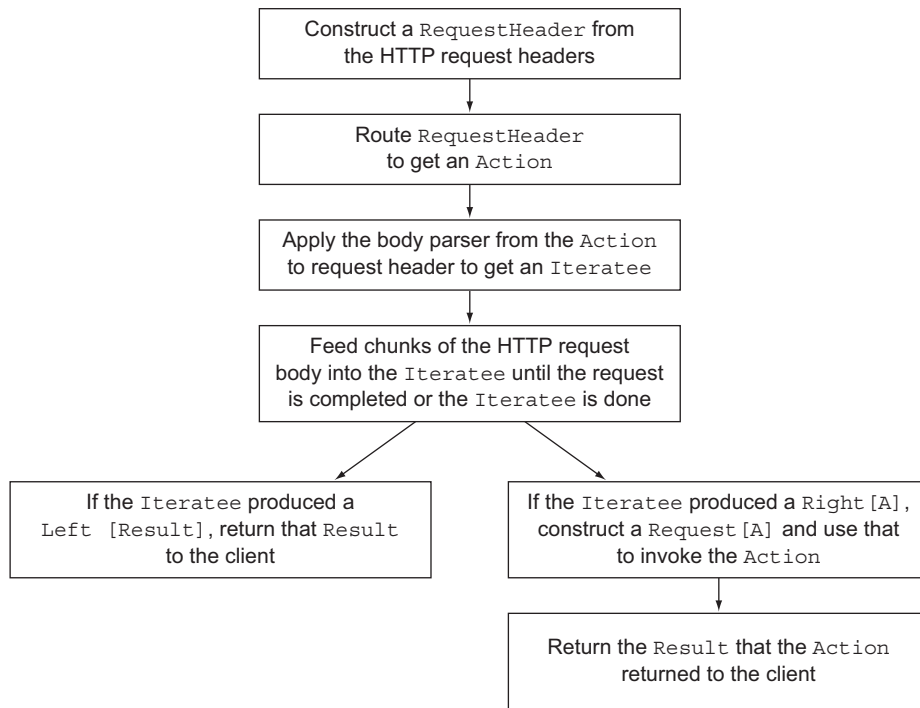 Construct a RequestHeader from
the HTTP request headers
Route RequestHeader
to get an Action
Apply the body parser from the Action
to request header to get an Iteratee
Feed chunks of the HTTP request
body into the Iteratee until the request
is completed or the Iteratee is done
If the Iteratee produced a
Left [Result], return that Result
to the client
If the Iteratee produced a Right[A],
construct a Request[A] and use that
to invoke the Action
Return the Result that the Action
returned to the client